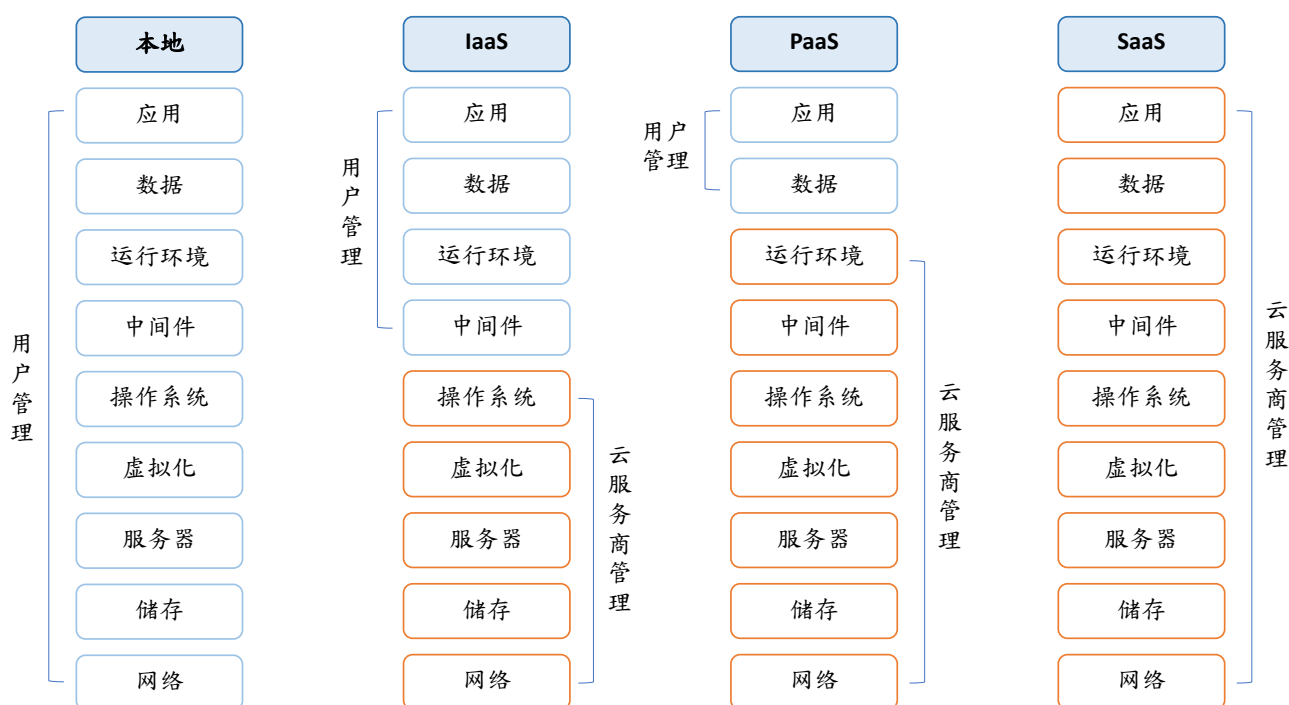 本地
IaaS
PaaS
SaaS
应用
应用
应用
应用
数据
数据
数据
数据
运行环境
运行环境
运行环境
运行环境
中间件
中间件
中间件
中间件
操作系统
操作系统
操作系统
操作系统
虚拟化
虚拟化
虚拟化
虚拟化
服务器
服务器
服务器
服务器
储存
储存
储存
储存
网络
网络
网络
网络
用户管理
用户管理
云服务商管理
用户
管理
云服务商管理
云服务商管理